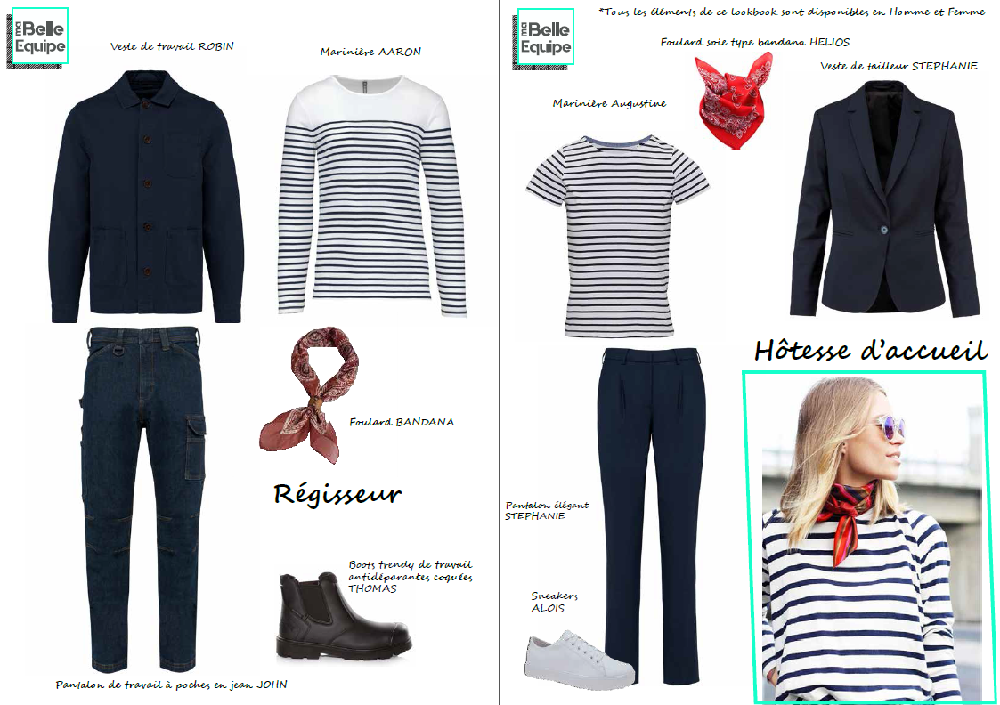 ma
Belle
Equipe
Veste de travail ROBIN
Marinière AARON
Foulard BANDANA
Régisseur
Boots trendy de travail
antidéparantes coquées
THOMAS
Pantalon de travail à poches en jean JOHN
ma
Belle
Equipe
*Tous les éléments de ce lookbook sont disponibles en Homme et Femme
Foulard soie type bandana HELIOS
Veste de tailleur STEPHANIE
Marinière Augustine
Hôtesse d'accueil
Pantalon élégant
STEPHANIE
Sneakers
ALOIS